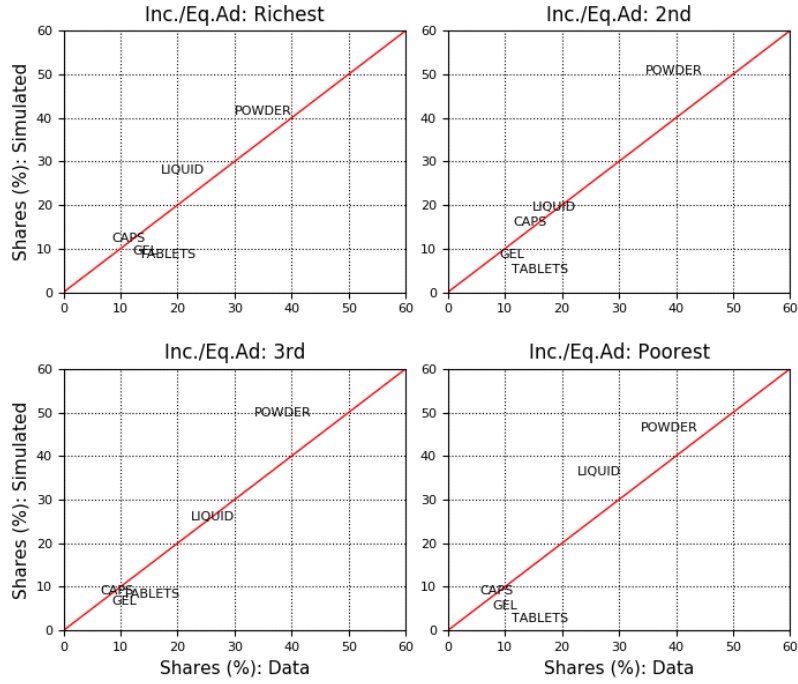 Inc./Eq.Ad: Richest
60
50
40
30
20
10
0
Shares (%): Simulated
POWDER
LIQUID
CAPS
GEL
TABLETS
0 10 20 30 40 50 60
Inc./Eq.Ad: 2nd
60
50
40
30
20
10
0
POWDER
LIQUID
CAPS
GEL
TABLETS
0 10 20 30 40 50 60
Inc./Eq.Ad: 3rd
60
50
40
30
20
10
0
Shares (%): Simulated
POWDER
LIQUID
CAPS
TABLETS
GEL
0 10 20 30 40 50 60
Shares (%): Data
Inc./Eq.Ad: Poorest
60
50
40
30
20
10
0
POWDER
LIQUID
CAPS
GEL
TABLETS
0 10 20 30 40 50 60
Shares (%): Data